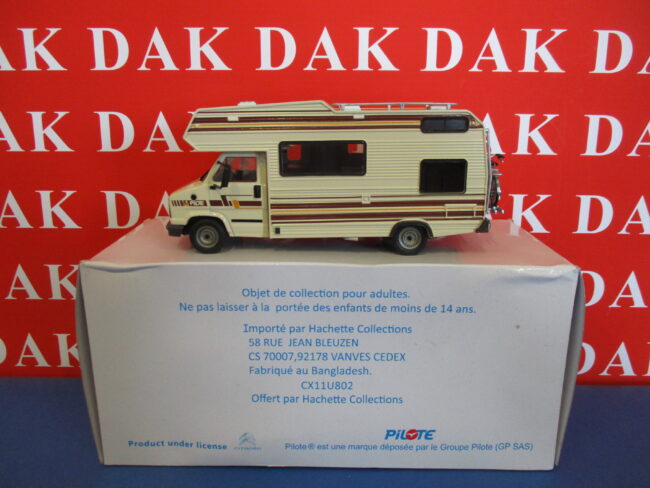 DAK DAK DAK DAK DAK
DAK DAK DAK DAK
DAK DAK DAK
DAK DAK
DAK DAK
DAK DAK
Objet de collection pour adultes.
Ne pas laisser à la portée des enfants de moins de 14 ans.
Importé par Hachette Collections
58 RUE JEAN BLEUZEN
CS 70007,92178 VANVES CEDEX
Fabriqué au Bangladesh.
CX11U802
Offert par Hachette Collections
PiLOTE
Product under license CITROËN
Pilote® est une marque déposée par le Groupe Pilote (GP SAS)